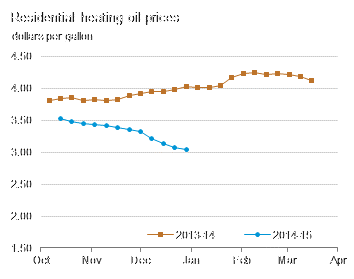 Residential heating oil prices
dollars per gallon
4.50
4.00
3.50
3.00
2.50
2.00
1.50
Oct Nov Dec Jan Feb Mar Apr
2013-14 2014-15